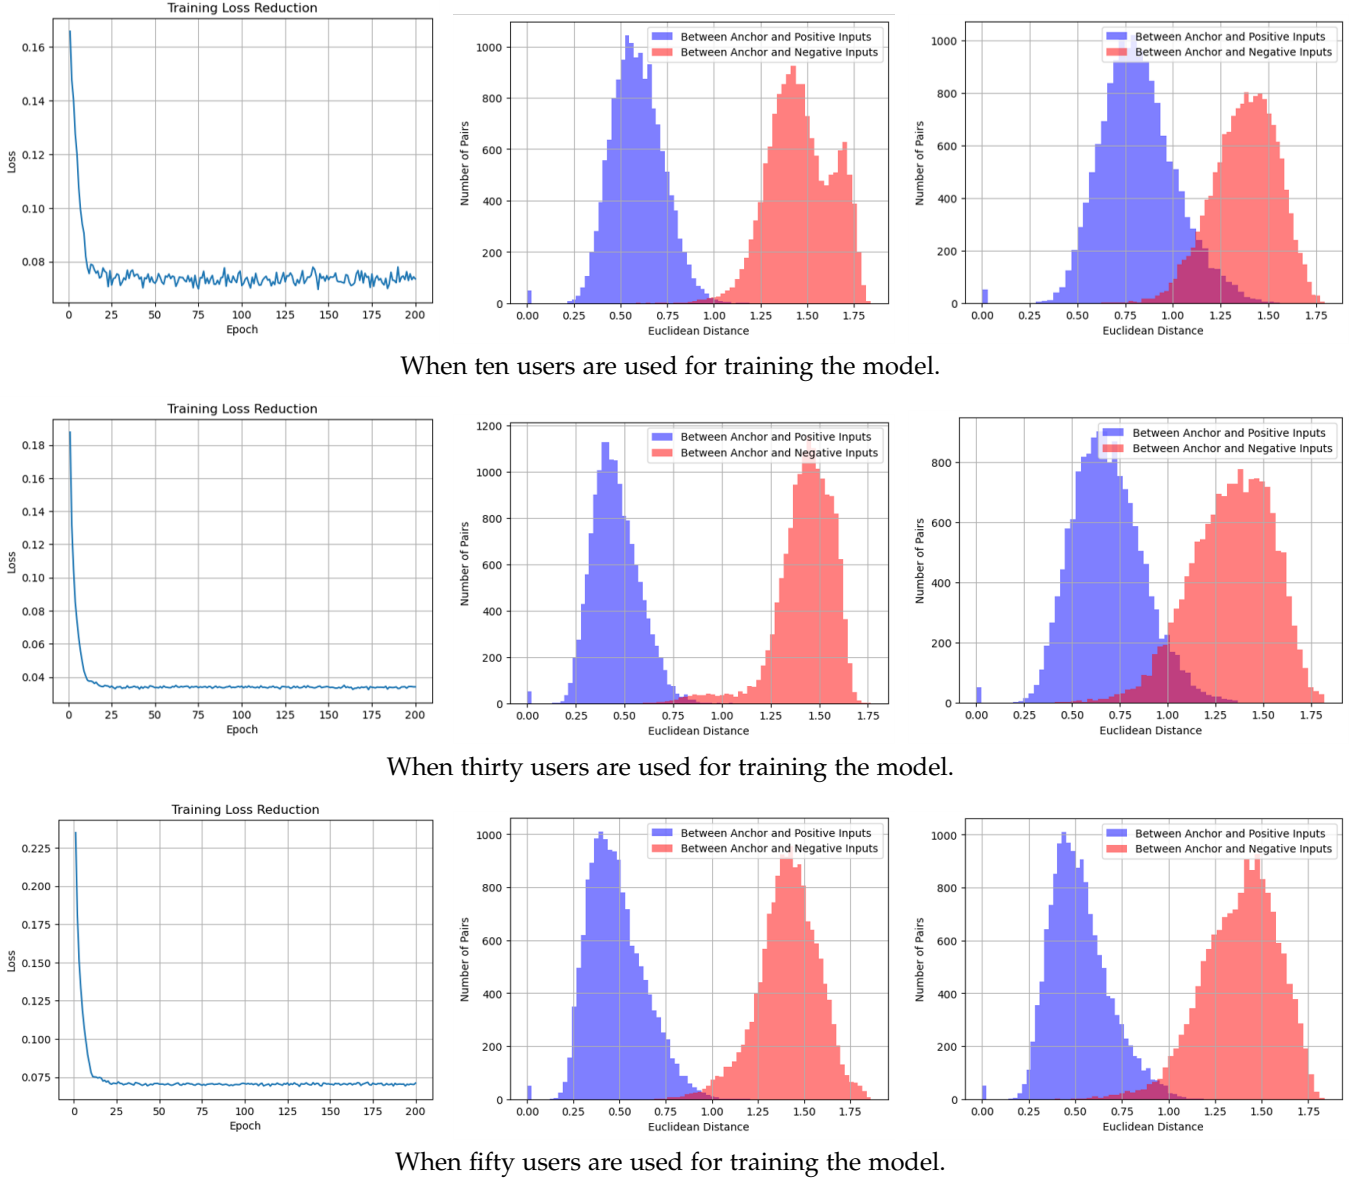 Training Loss Reduction
0.16
0.14
0.12
0.10
0.08
Loss
0 25 50 75 100 125 150 175 200
Epoch
Between Anchor and Positive Inputs
Between Anchor and Negative Inputs
1000
800
600
400
200
0
Number of Pairs
0.00 0.25 0.50 0.75 1.00 1.25 1.50 1.75
Euclidean Distance
Between Anchor and Positive Inputs
Between Anchor and Negative Inputs
1000
800
600
400
200
0
Number of Pairs
0.00 0.25 0.50 0.75 1.00 1.25 1.50 1.75
Euclidean Distance
When ten users are used for training the model.
Training Loss Reduction
0.18
0.16
0.14
0.12
0.10
0.08
0.06
0.04
Loss
0 25 50 75 100 125 150 175 200
Epoch
Between Anchor and Positive Inputs
Between Anchor and Negative Inputs
1200
1000
800
600
400
200
0
Number of Pairs
0.00 0.25 0.50 0.75 1.00 1.25 1.50 1.75
Euclidean Distance
Between Anchor and Positive Inputs
Between Anchor and Negative Inputs
800
600
400
200
0
Number of Pairs
0.00 0.25 0.50 0.75 1.00 1.25 1.50 1.75
Euclidean Distance
When thirty users are used for training the model.
Training Loss Reduction
0.225
0.200
0.175
0.150
0.125
0.100
0.075
Loss
0 25 50 75 100 125 150 175 200
Epoch
Between Anchor and Positive Inputs
Between Anchor and Negative Inputs
1000
800
600
400
200
0
Number of Pairs
0.00 0.25 0.50 0.75 1.00 1.25 1.50 1.75
Euclidean Distance
Between Anchor and Positive Inputs
Between Anchor and Negative Inputs
1000
800
600
400
200
0
Number of Pairs
0.00 0.25 0.50 0.75 1.00 1.25 1.50 1.75
Euclidean Distance
When fifty users are used for training the model.